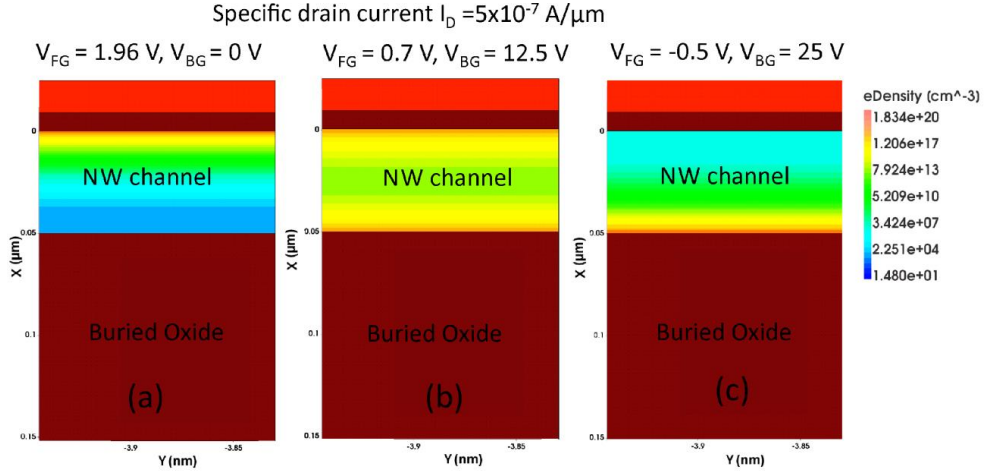 Specific drain current I_D =5x10^-7 A/μm
V_FG = 1.96 V, V_BG = 0 V
V_FG = 0.7 V, V_BG = 12.5 V
V_FG = -0.5 V, V_BG = 25 V
eDensity [cm^-3]
1.834e+20
1.206e+17
7.924e+13
5.209e+10
3.424e+07
2.251e+04
1.480e+01
X (μm)
0
0.05
0.1
0.15
NW channel
Buried Oxide
(a)
-3.9
-3.85
Y (nm)
X (μm)
0
0.05
0.1
0.15
NW channel
Buried Oxide
(b)
-3.9
-3.85
Y (nm)
X (μm)
0
0.05
0.1
0.15
NW channel
Buried Oxide
(c)
-3.9
-3.85
Y (nm)